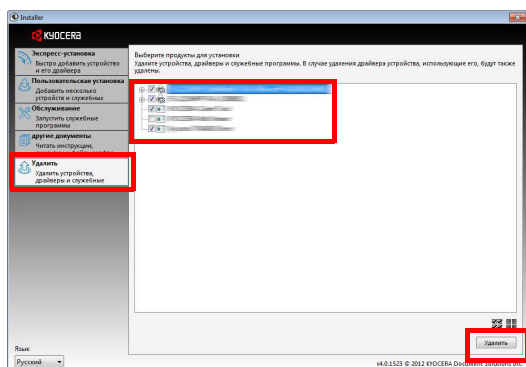 Installer
KYOCERA
Экспресс-установка
Быстро добавить устройство
и его драйвера
Пользовательская установка
Добавить несколько
устройств и служебных
Обслуживание
Запустить служебные
программы
другие документы
Читать инструкции,
Удалить
Удалить устройства,
драйверы и служебные
Выберите продукты для установки
Удалите устройства, драйверы и служебные программы. В случае удаления драйвера устройства, использующие его, будут также
удалены.
Удалить
Язык
Русский
v4.0.1523 © 2012 KYOCERA Document Solutions Inc.